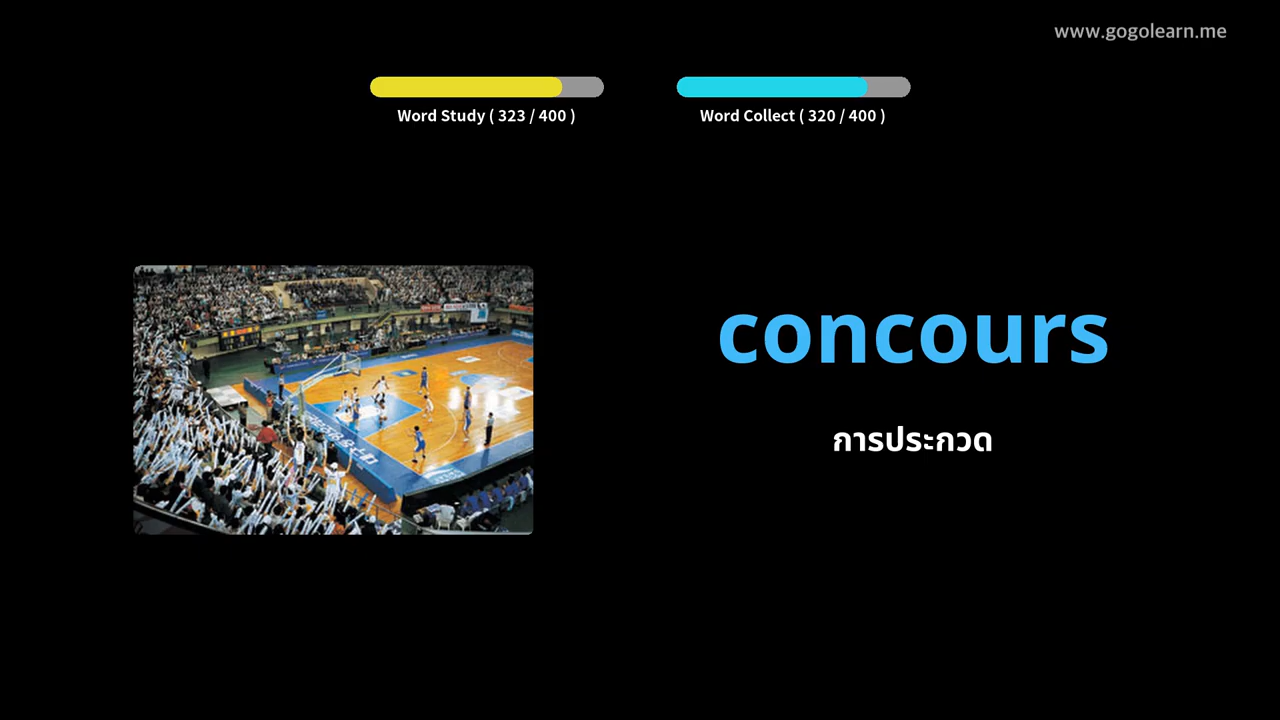 www.gogolearn.me
Word Study ( 323 / 400 )
Word Collect ( 320 / 400 )
concours
การประกวด